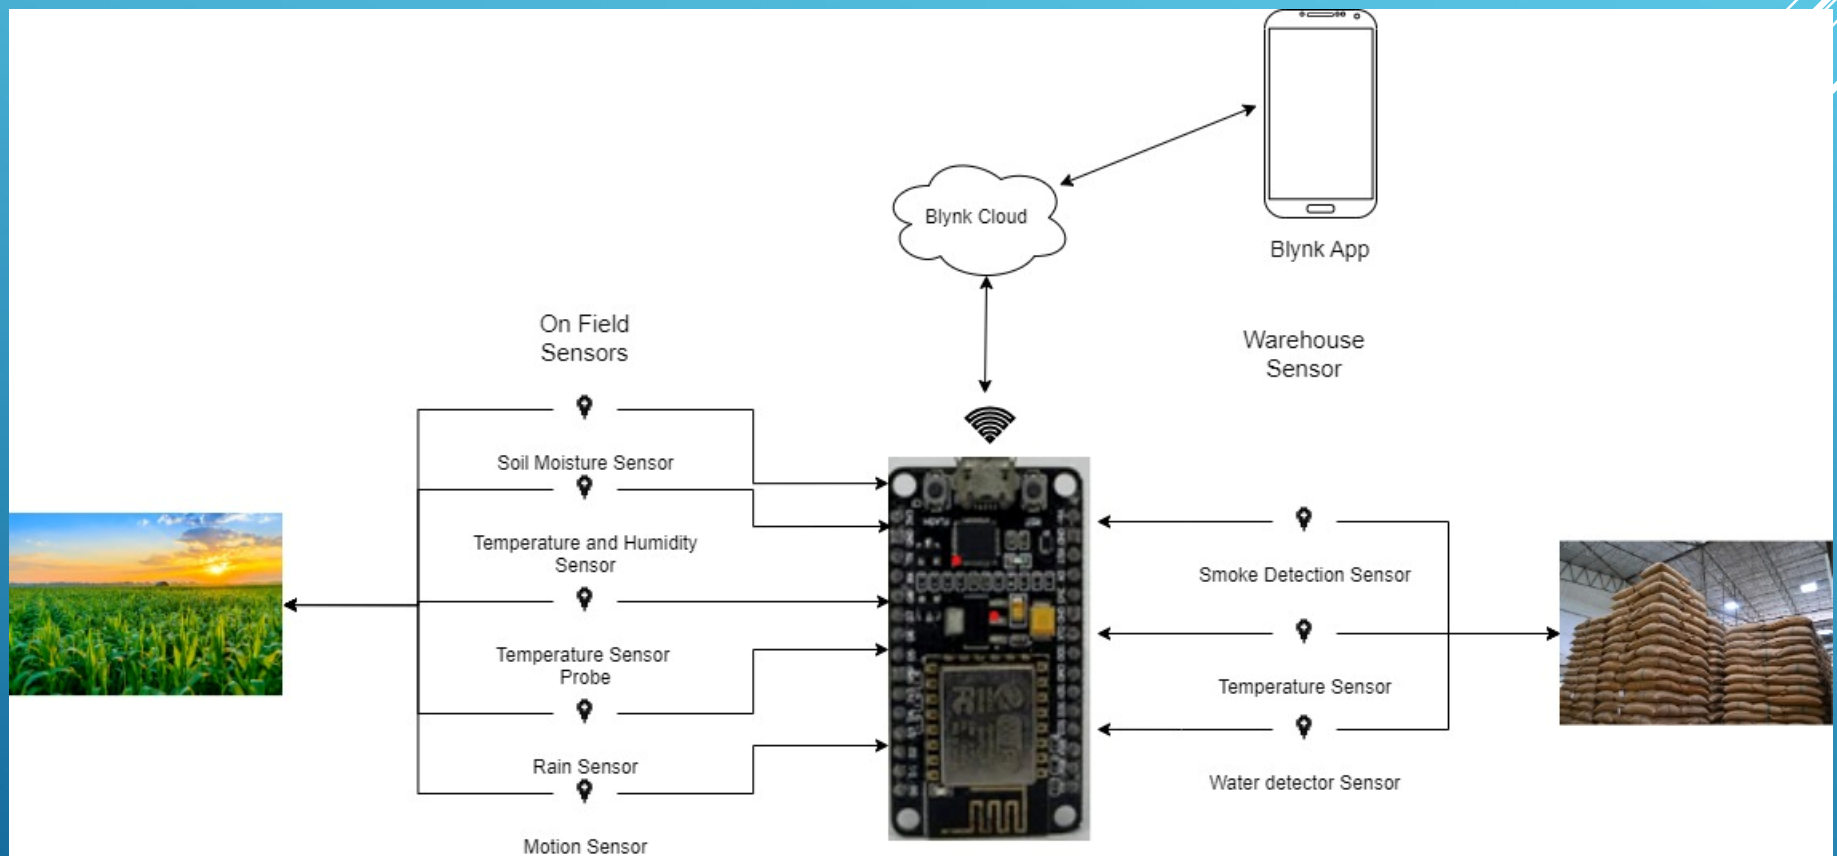 Blynk Cloud
Blynk App
On Field
Sensors
Warehouse
Sensor
Soil Moisture Sensor
Temperature and Humidity
Sensor
Temperature Sensor
Probe
Rain Sensor
Motion Sensor
Smoke Detection Sensor
Temperature Sensor
Water detector Sensor